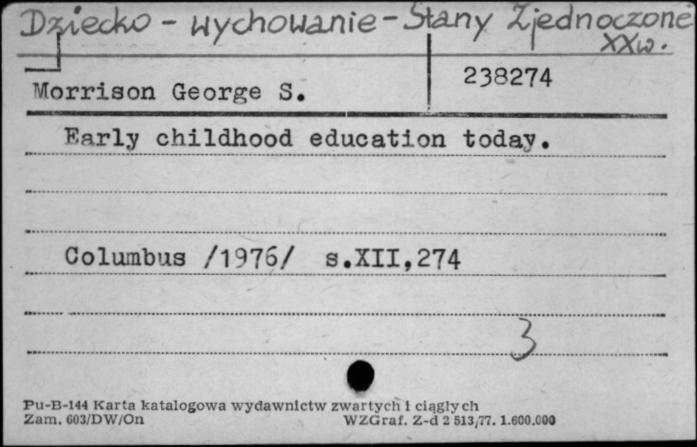 Dziecko - wychowanie - Stany Zjednoczone
XXw.
Morrison George S.
238274
Early childhood education today.
Columbus /1976/ s.XII,274
3
Pu-B-144 Karta katalogowa wydawnictw zwartych i ciągłych
Zam. 603/DW/On WZGraf. Z-d 2 513/77. 1.600.000